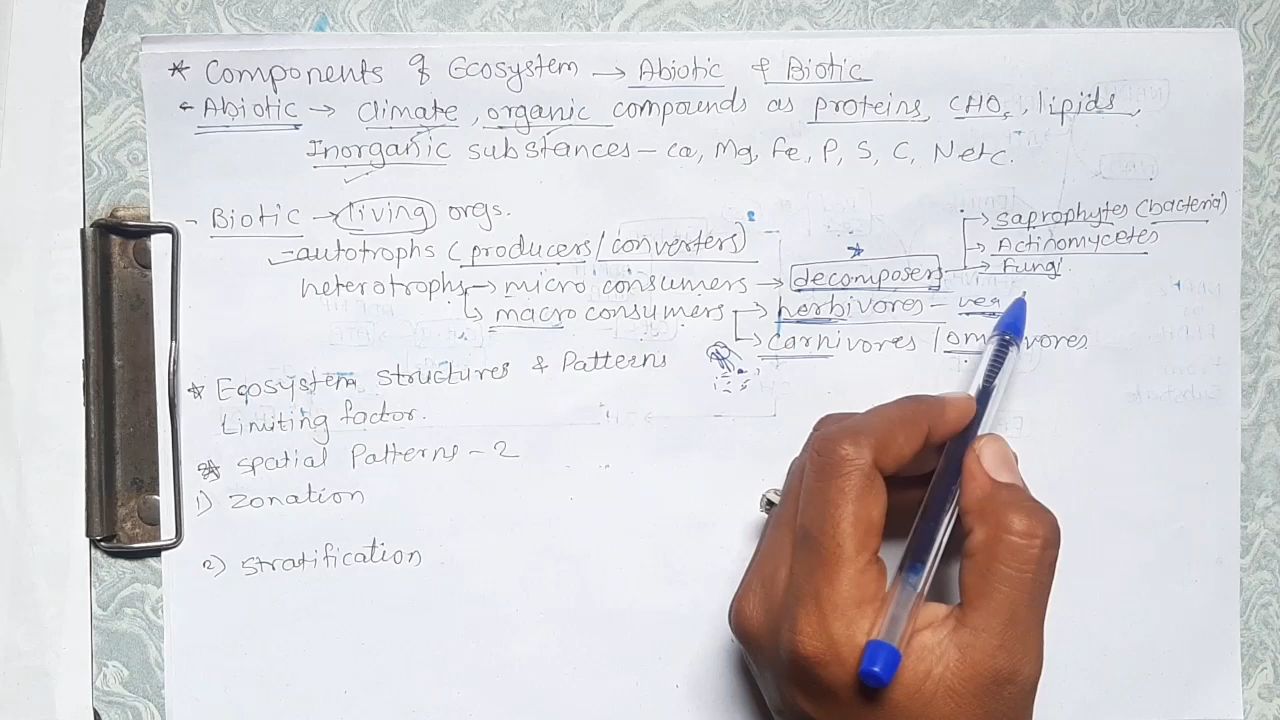 * Components of Ecosystem → Abiotic & Biotic
- Abiotic → Climate, organic compounds as proteins, CHO, lipids,
Inorganic substances - Ca, Mg, Fe, P, S, C, N etc.
- Biotic → living orgs.
- autotrophs (producers/converters)
heterotrophs → micro consumers → decomposers
→ saprophytes (bacteria)
→ Actinomycetes
→ Fungi.
→ macro consumers → herbivores -
→ carnivores /
* Ecosystem structures & Patterns
Limiting factor.
* Spatial Patterns - 2
1) Zonation
2) Stratification